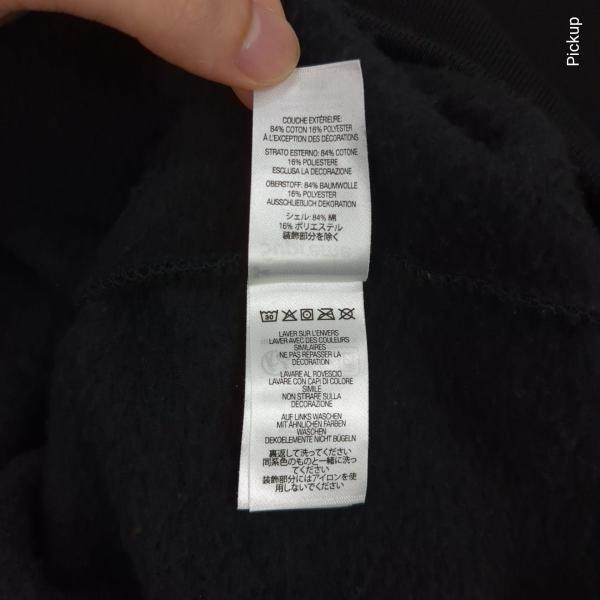 Pickup
COUCHE EXTÉRIEURE:
84% COTON 16% POLYESTER
À L'EXCEPTION DES DÉCORATIONS
STRATO ESTERNO: 84% COTONE
16% POLIESTERE
ESCLUSA LA DECORAZIONE
OBERSTOFF: 84% BAUMWOLLE
16% POLYESTER
AUSSCHLIEßLICH DEKORATION
シェル: 84% 綿
16% ポリエステル
装飾部分を除く
30
LAVER SUR L'ENVERS
LAVER AVEC DES COULEURS
SIMILAIRES
NE PAS REPASSER LA
DÉCORATION
LAVARE AL ROVESCIO
LAVARE CON CAPI DI COLORE
SIMILE
NON STIRARE SULLA
DECORAZIONE
AUF LINKS WASCHEN
MIT ÄHNLICHEN FARBEN
WASCHEN
DEKOELEMENTE NICHT BÜGELN
裏返して洗ってください
同系色のものと一緒に洗っ
てください
装飾部分にはアイロンを使
用しないでください